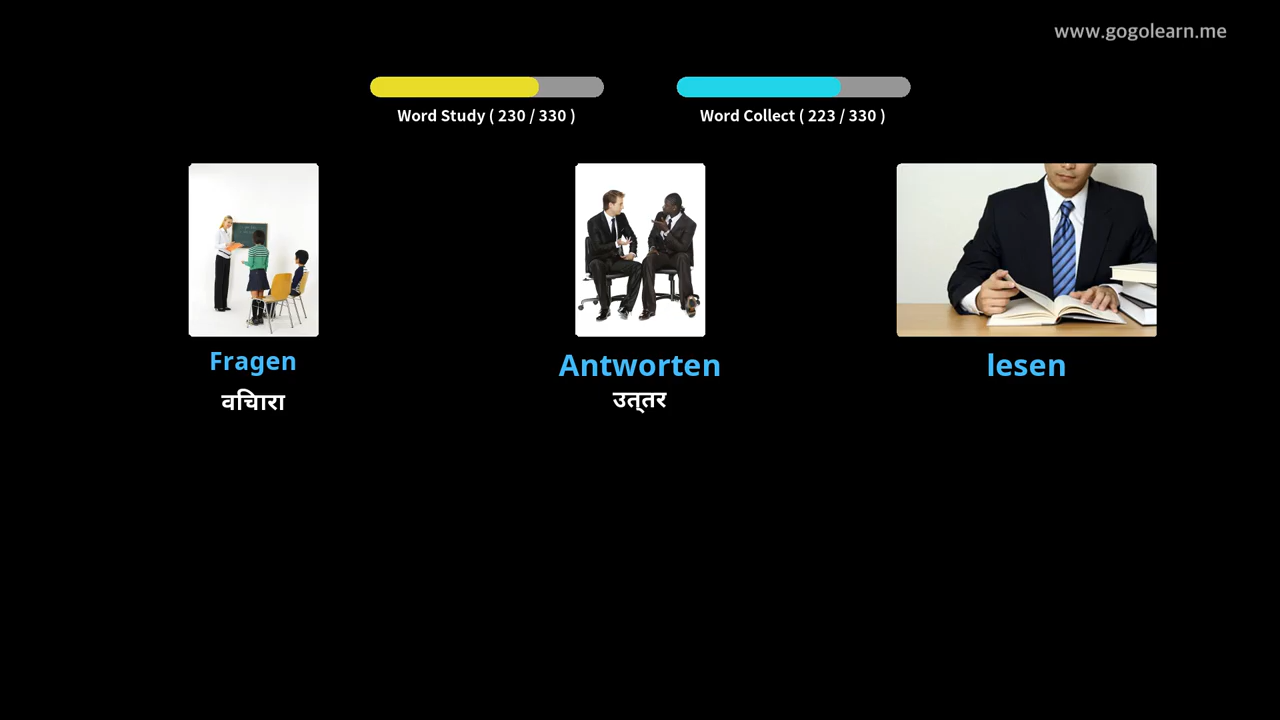 www.gogolearn.me
Word Study ( 230 / 330 )
Word Collect ( 223 / 330 )
Fragen
Antworten
lesen
वचिारा
उत्‌तर